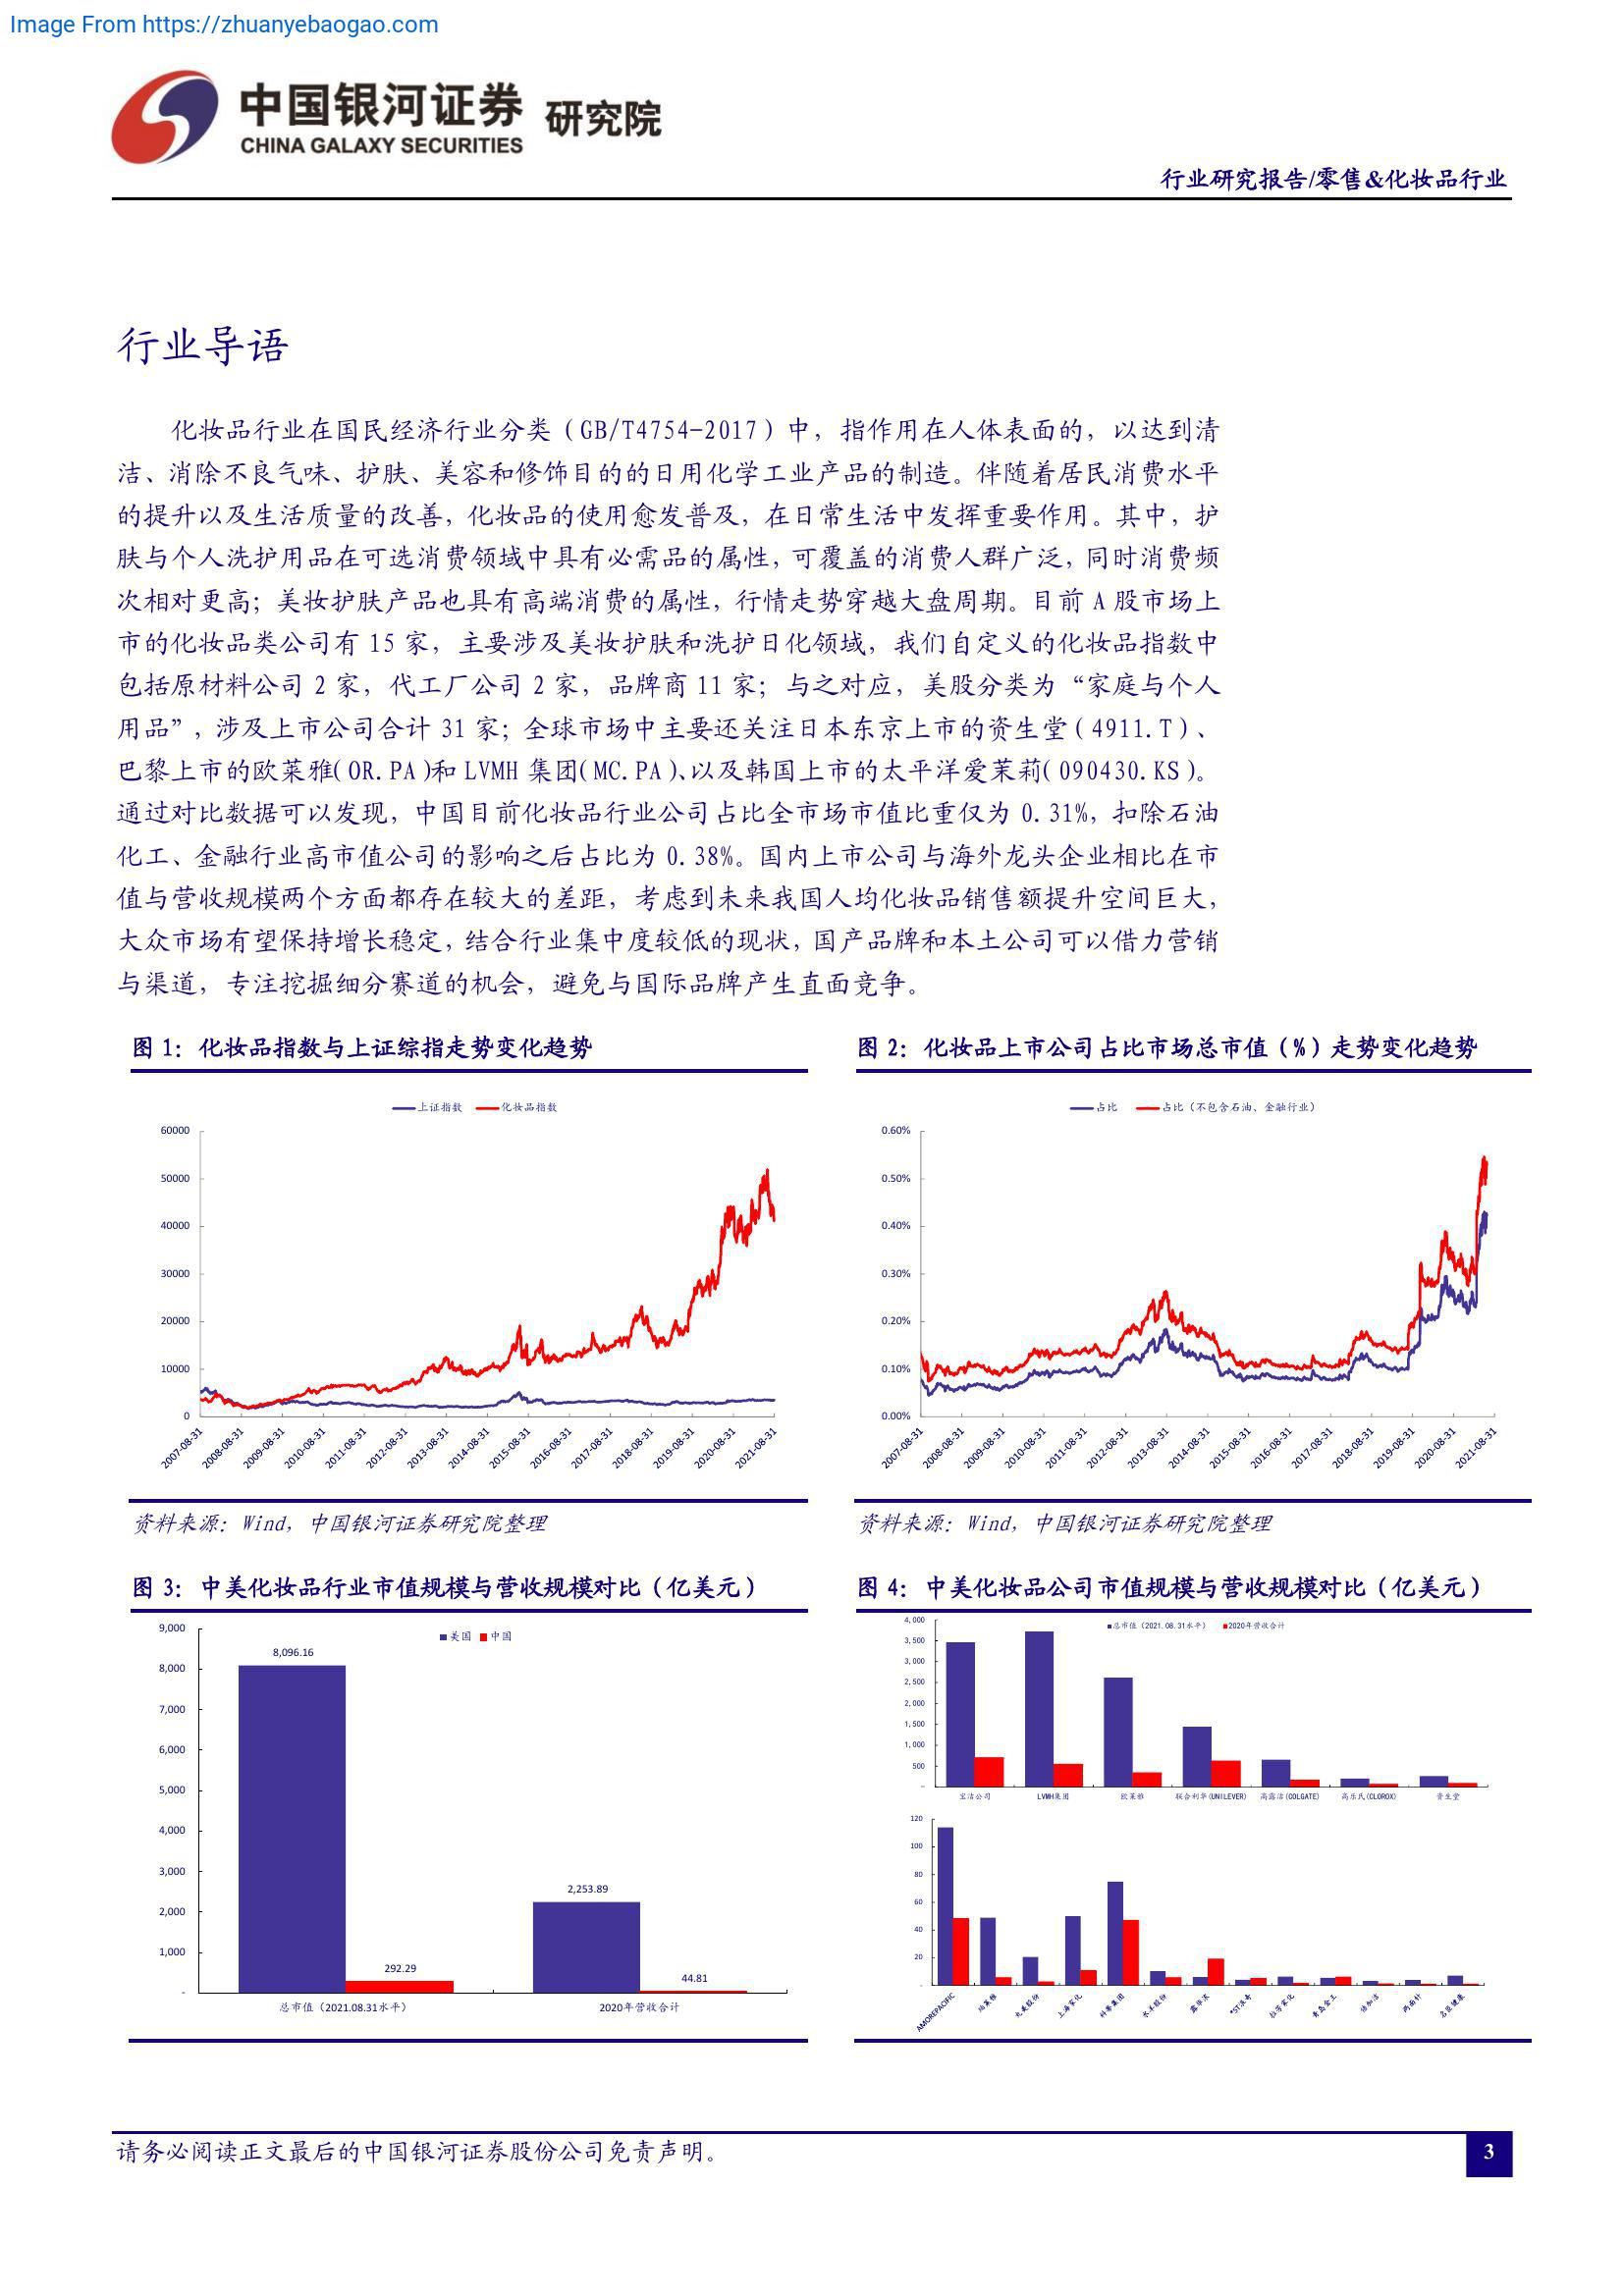 Image From https://zhuanyebaogao.com
中国银河证券 研究院
CHINA GALAXY SECURITIES
行业研究报告/零售&化妆品行业
行业导语
化妆品行业在国民经济行业分类（GB/T4754-2017）中，指作用在人体表面的，以达到清
洁、消除不良气味、护肤、美容和修饰目的的日用化学工业产品的制造。伴随着居民消费水平
的提升以及生活质量的改善，化妆品的使用愈发普及，在日常生活中发挥重要作用。其中，护
肤与个人洗护用品在可选消费领域中具有必需品的属性，可覆盖的消费人群广泛，同时消费频
次相对更高；美妆护肤产品也具有高端消费的属性，行情走势穿越大盘周期。目前 A 股市场上
市的化妆品类公司有 15 家，主要涉及美妆护肤和洗护日化领域，我们自定义的化妆品指数中
包括原材料公司 2 家，代工厂公司 2 家，品牌商 11 家；与之对应，美股分类为“家庭与个人
用品”，涉及上市公司合计 31 家；全球市场中主要还关注日本东京上市的资生堂（4911.T）、
巴黎上市的欧莱雅(OR.PA)和 LVMH 集团(MC.PA)、以及韩国上市的太平洋爱茉莉(090430.KS)。
通过对比数据可以发现，中国目前化妆品行业公司占比全市场市值比重仅为 0.31%，扣除石油
化工、金融行业高市值公司的影响之后占比为 0.38%。国内上市公司与海外龙头企业相比在市
值与营收规模两个方面都存在较大的差距，考虑到未来我国人均化妆品销售额提升空间巨大，
大众市场有望保持增长稳定，结合行业集中度较低的现状，国产品牌和本土公司可以借力营销
与渠道，专注挖掘细分赛道的机会，避免与国际品牌产生直面竞争。
图 1：化妆品指数与上证综指走势变化趋势
上证指数 化妆品指数
60000
50000
40000
30000
20000
10000
0
2007-08-31 2008-08-31 2009-08-31 2010-08-31 2011-08-31 2012-08-31 2013-08-31 2014-08-31 2015-08-31 2016-08-31 2017-08-31 2018-08-31 2019-08-31 2020-08-31 2021-08-31
资料来源：Wind，中国银河证券研究院整理
图 2：化妆品上市公司占比市场总市值（%）走势变化趋势
占比 占比（不包含石油、金融行业）
0.60%
0.50%
0.40%
0.30%
0.20%
0.10%
0.00%
2007-08-31 2008-08-31 2009-08-31 2010-08-31 2011-08-31 2012-08-31 2013-08-31 2014-08-31 2015-08-31 2016-08-31 2017-08-31 2018-08-31 2019-08-31 2020-08-31 2021-08-31
资料来源：Wind，中国银河证券研究院整理
图 3：中美化妆品行业市值规模与营收规模对比（亿美元）
美国 中国
9,000
8,000
7,000
6,000
5,000
4,000
3,000
2,000
1,000
-
8,096.16
292.29
2,253.89
44.81
总市值（2021.08.31水平） 2020年营收合计
图 4：中美化妆品公司市值规模与营收规模对比（亿美元）
总市值（2021.08.31水平） 2020年营收合计
4,000
3,500
3,000
2,500
2,000
1,500
1,000
500
-
宝洁公司 LVMH集团 欧莱雅 联合利华(UNILEVER) 高露洁(COLGATE) 高乐氏(CLOROX) 资生堂
120
100
80
60
40
20
-
AMOREPACIFIC 珀莱雅 丸美股份 上海家化 科蒂集团 水羊股份 露华浓 *ST浪奇 拉芳家化 青岛金王 倍加洁 两面针 名臣健康
请务必阅读正文最后的中国银河证券股份公司免责声明。
3